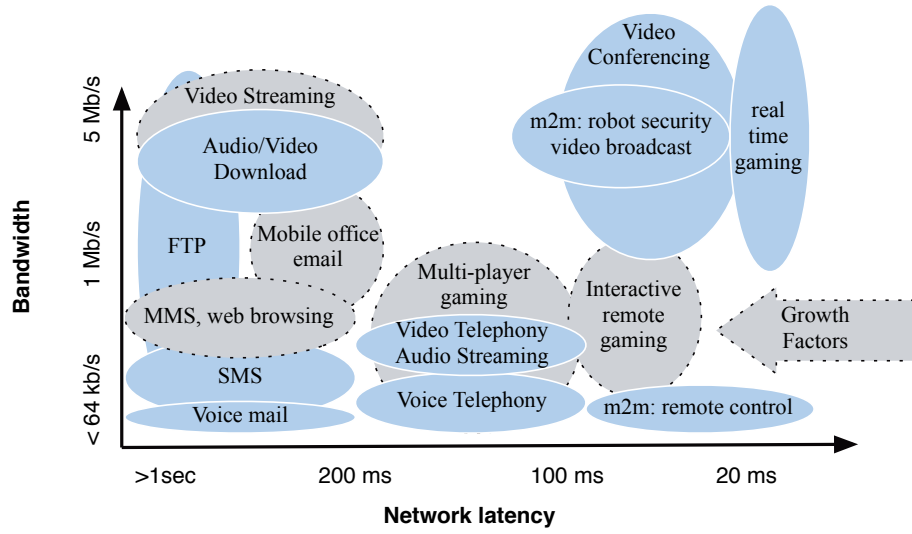 Video
Conferencing
Video Streaming
5 Mb/s
Audio/Video
Download
m2m: robot security
video broadcast
real
time
gaming
FTP
Mobile office
email
1 Mb/s
Bandwidth
Multi-player
gaming
Interactive
remote
gaming
MMS, web browsing
Video Telephony
Audio Streaming
Growth
Factors
SMS
Voice Telephony
< 64 kb/s
Voice mail
m2m: remote control
>1sec
200 ms
100 ms
20 ms
Network latency